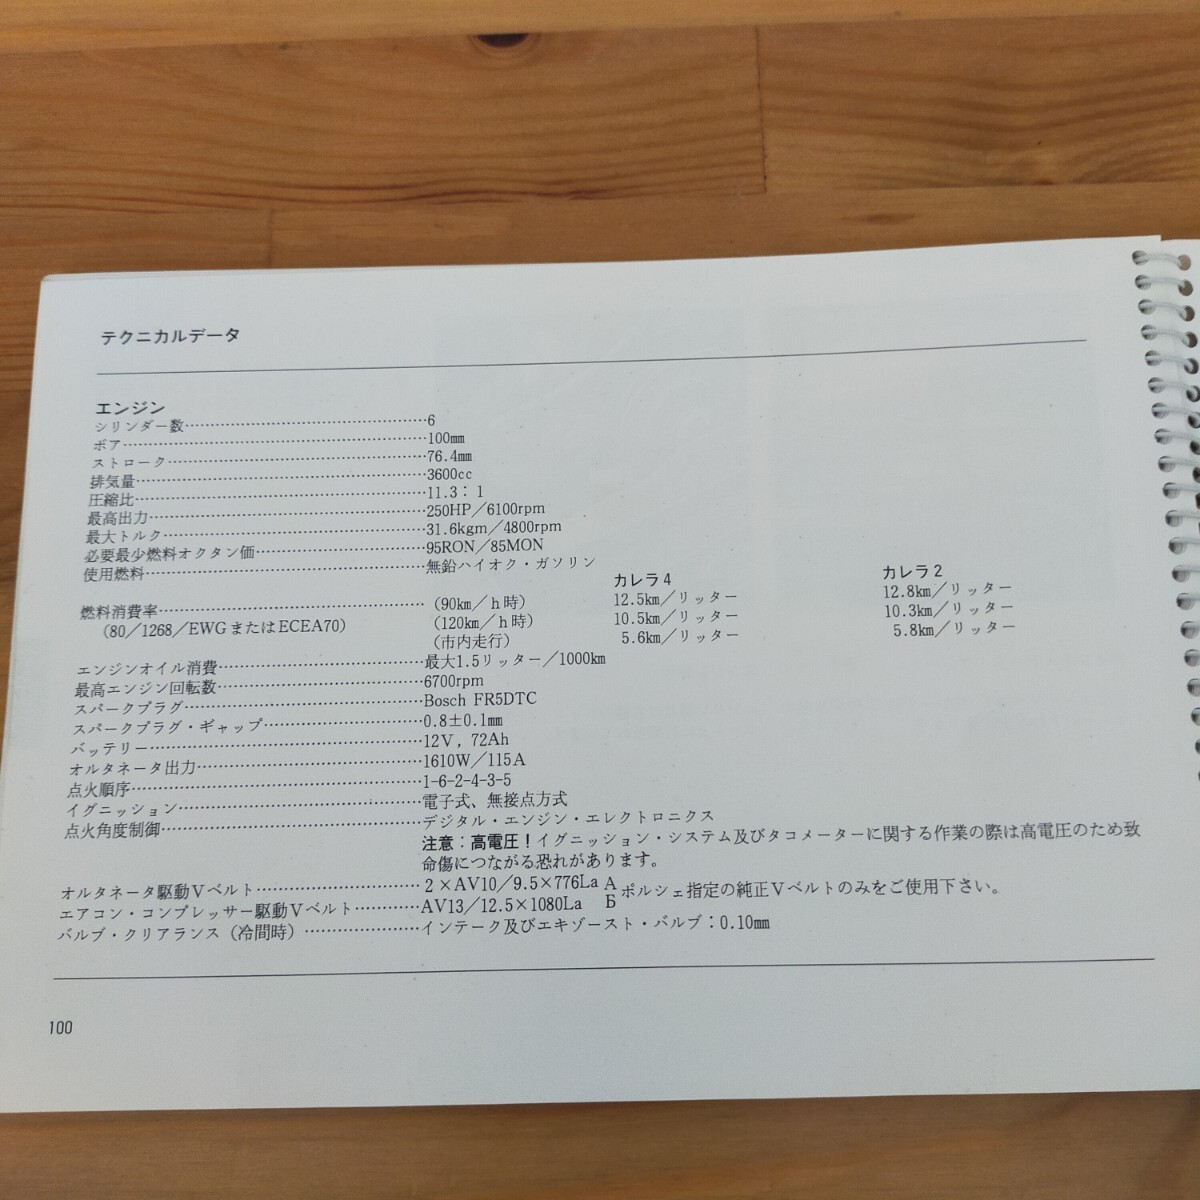 テクニカルデータ
エンジン
シリンダー数……………………………6
ボア……………………………100mm
ストローク……………………………76.4mm
排気量……………………………3600cc
圧縮比……………………………11.3：1
最高出力……………………………250HP／6100rpm
最大トルク……………………………31.6kgm／4800rpm
必要最少燃料オクタン価……………………………95RON／85MON
使用燃料……………………………無鉛ハイオク・ガソリン
カレラ4 カレラ2
燃料消費率……………………………（90km／h時） 12.5km／リッター 12.8km／リッター
（80／1268／EWGまたはECEA70） （120km／h時） 10.5km／リッター 10.3km／リッター
（市内走行） 5.6km／リッター 5.8km／リッター
エンジンオイル消費……………………………最大1.5リッター／1000km
最高エンジン回転数……………………………6700rpm
スパークプラグ……………………………Bosch FR5DTC
スパークプラグ・ギャップ……………………………0.8±0.1mm
バッテリー……………………………12V，72Ah
オルタネータ出力……………………………1610W／115A
点火順序……………………………1-6-2-4-3-5
イグニッション……………………………電子式、無接点方式
点火角度制御……………………………デジタル・エンジン・エレクトロニクス
注意：高電圧！イグニッション・システム及びタコメーターに関する作業の際は高電圧のため致
命傷につながる恐れがあります。
オルタネータ駆動Vベルト……………………2×AV10／9.5×776La A
エアコン・コンプレッサー駆動Vベルト…………AV13／12.5×1080La B ポルシェ指定の純正Vベルトのみをご使用下さい。
バルブ・クリアランス（冷間時）………………インテーク及びエキゾースト・バルブ：0.10mm
100